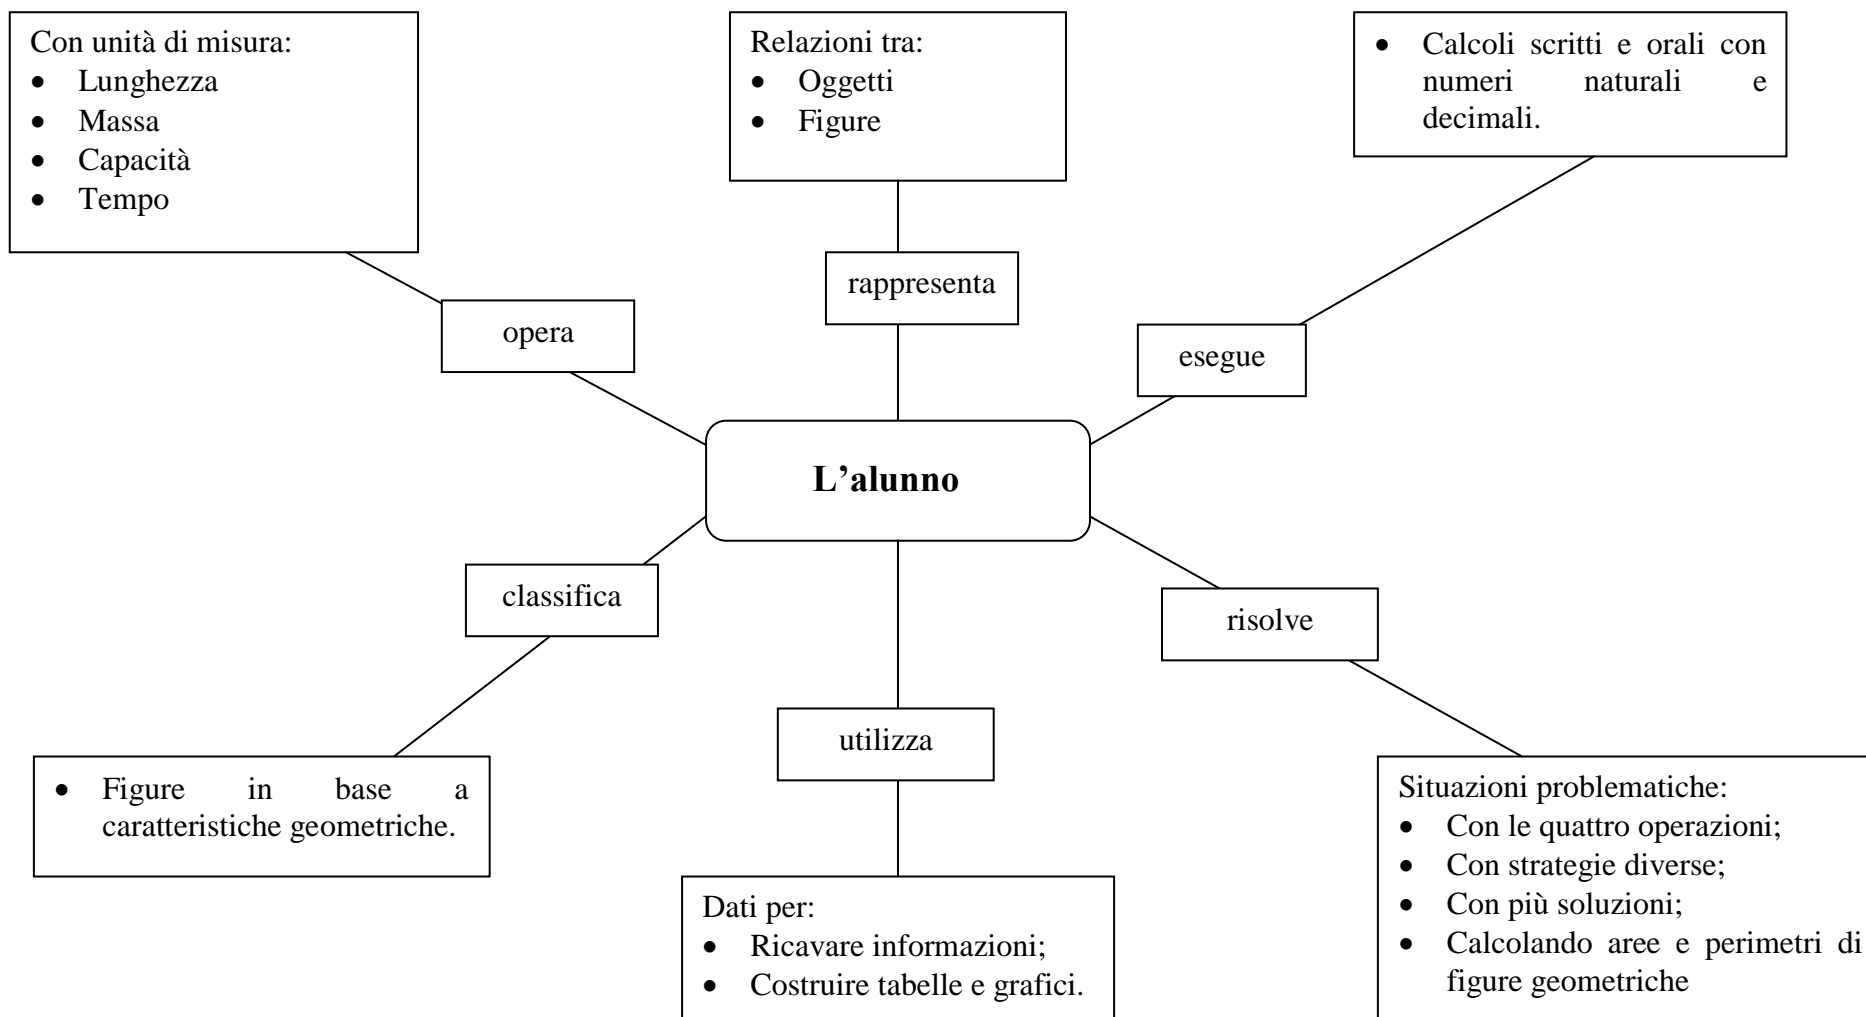 Con unità di misura:
• Lunghezza
• Massa
• Capacità
• Tempo
Relazioni tra:
• Oggetti
• Figure
• Calcoli scritti e orali con
numeri naturali e
decimali.
rappresenta
opera
esegue
L’alunno
classifica
risolve
utilizza
• Figure in base a
caratteristiche geometriche.
Dati per:
• Ricavare informazioni;
• Costruire tabelle e grafici.
Situazioni problematiche:
• Con le quattro operazioni;
• Con strategie diverse;
• Con più soluzioni;
• Calcolando aree e perimetri di
figure geometriche